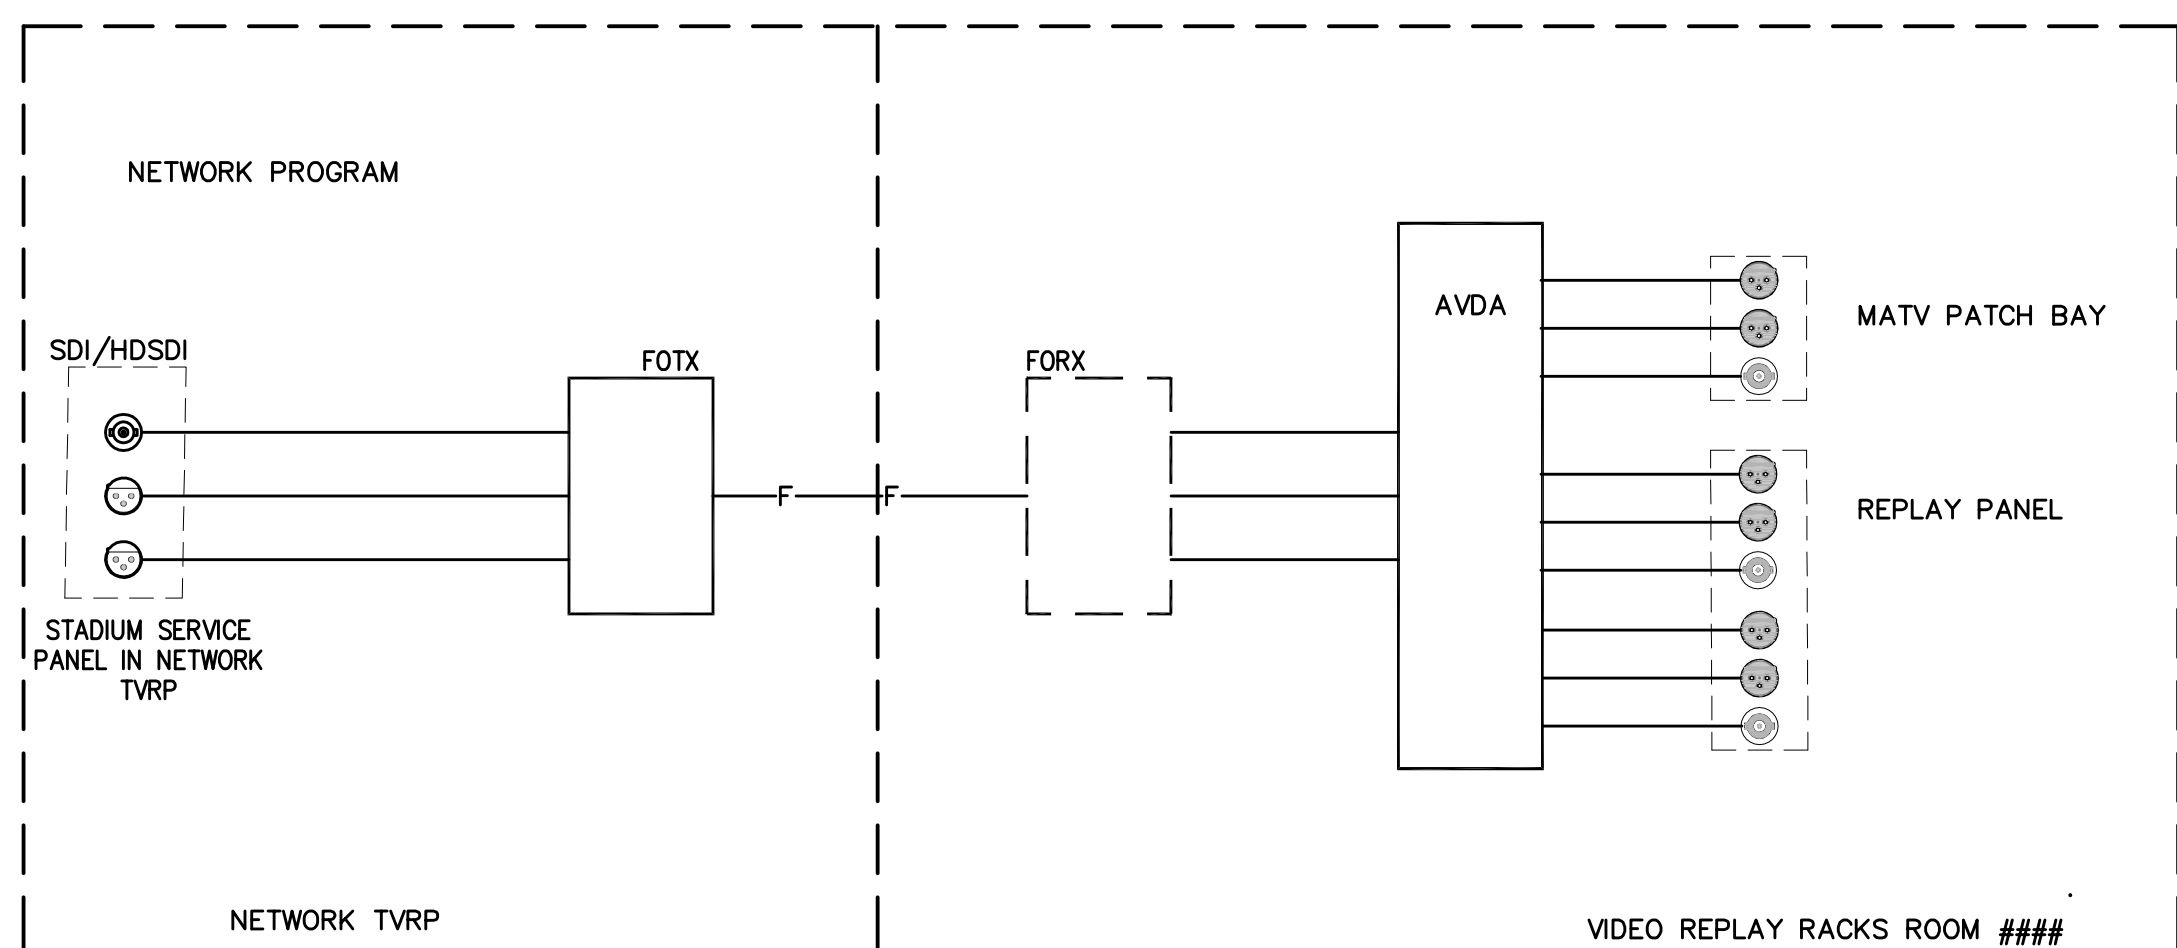 NETWORK PROGRAM
SDI/HDSDI
FOTX
F
F
STADIUM SERVICE
PANEL IN NETWORK
TVRP
NETWORK TVRP
FORX
AVDA
MATV PATCH BAY
REPLAY PANEL
VIDEO REPLAY RACKS ROOM ####